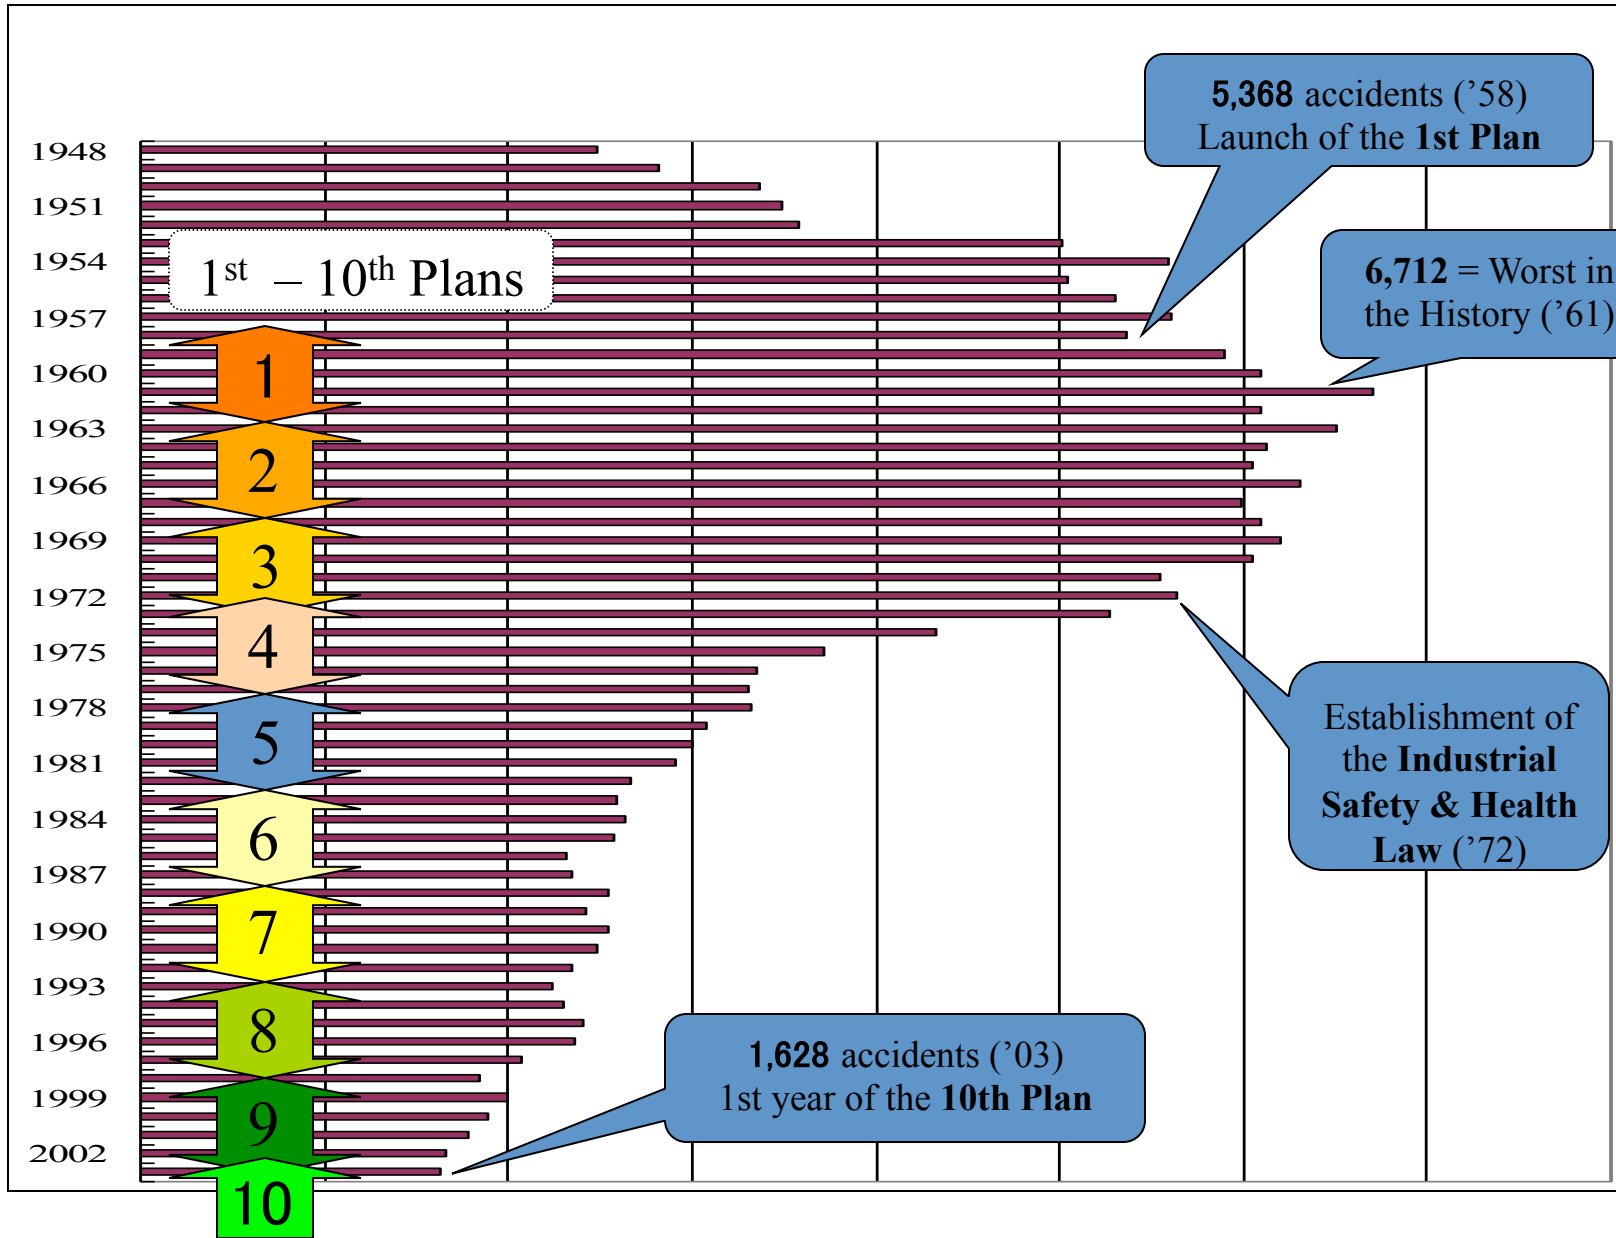 5,368 accidents (’58)
Launch of the 1st Plan
1948
1951
1954
1st – 10th Plans
6,712 = Worst in
the History (’61)
1957
1
1960
1963
2
1966
1969
3
1972
4
1975
1978
5
1981
Establishment of
the Industrial
Safety & Health
Law (’72)
1984
6
1987
7
1990
1993
8
1996
1,628 accidents (’03)
1st year of the 10th Plan
1999
9
2002
10